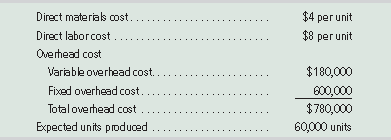 Direct materials cost . . . . . . . . . . . . . . . . . . . . . . . . . $4 per unit
Direct labor cost . . . . . . . . . . . . . . . . . . . . . . . . . . . . $8 per unit
Overhead cost
Variable overhead cost. . . . . . . . . . . . . . . . . . . . . $180,000
Fixed overhead cost . . . . . . . . . . . . . . . . . . . . . . . 600,000
Total overhead cost . . . . . . . . . . . . . . . . . . . . . . . $780,000
Expected units produced . . . . . . . . . . . . . . . . . . . . . 60,000 units